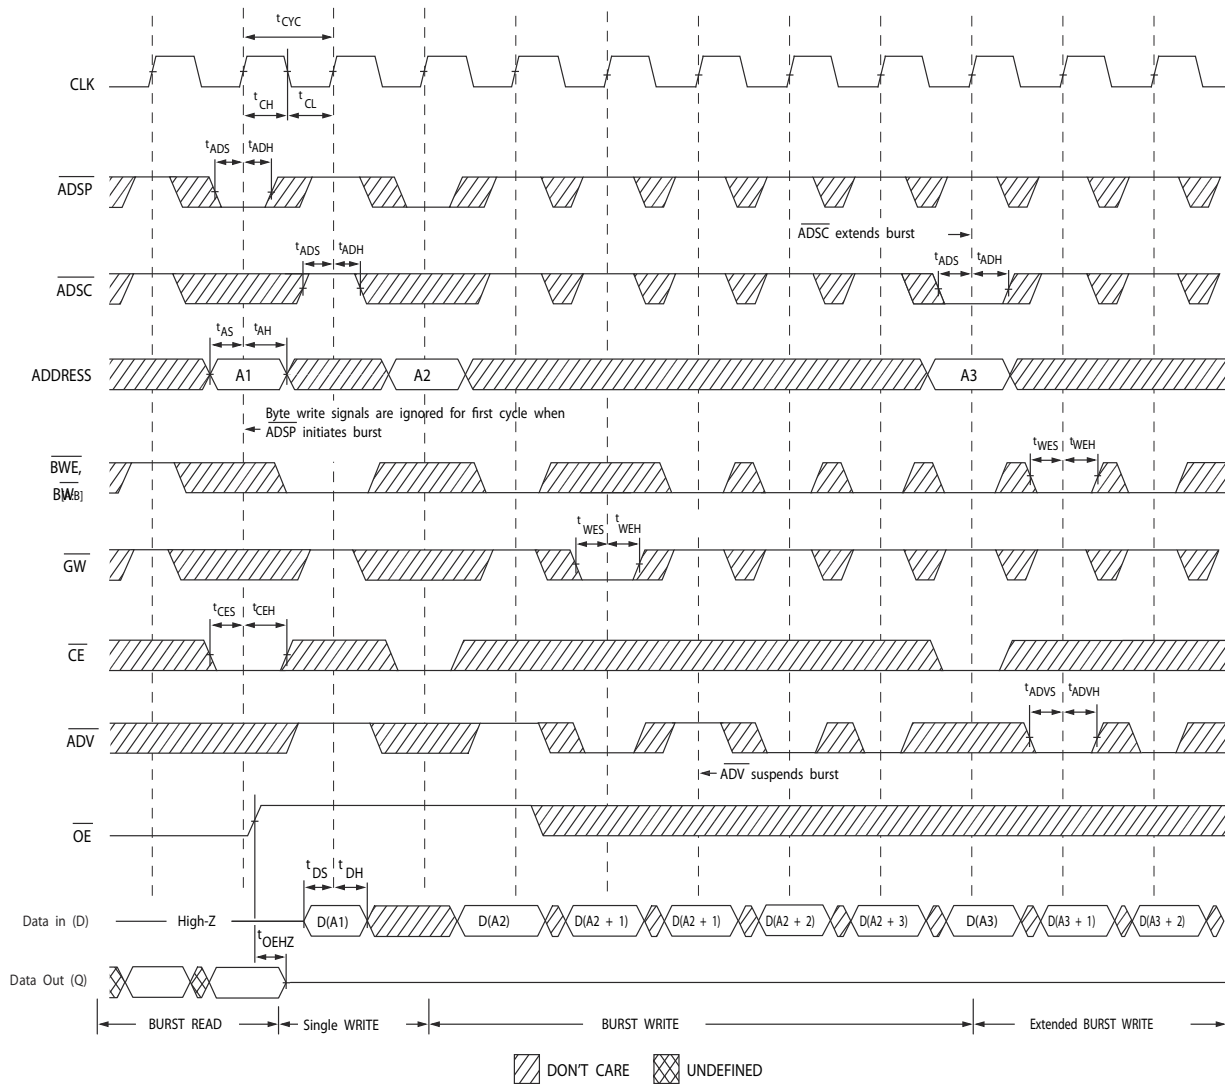 tCYC
CLK
tCH
tCL
tADS
tADH
ADSP
ADSC extends burst
tADS
tADH
tADS
tADH
ADSC
tAS
tAH
ADDRESS
A1
A2
A3
Byte write signals are ignored for first cycle when
ADSP initiates burst
tWES
tWEH
BWE,
BW[A:B]
tWES
tWEH
GW
tCES
tCEH
CE
tADVS
tADVH
ADV
ADV suspends burst
OE
tDS
tDH
Data in (D)
High-Z
D(A1)
D(A2)
D(A2 + 1)
D(A2 + 1)
D(A2 + 2)
D(A2 + 3)
D(A3)
D(A3 + 1)
D(A3 + 2)
tOEHZ
Data Out (Q)
BURST READ
Single WRITE
BURST WRITE
Extended BURST WRITE
DON'T CARE
UNDEFINED